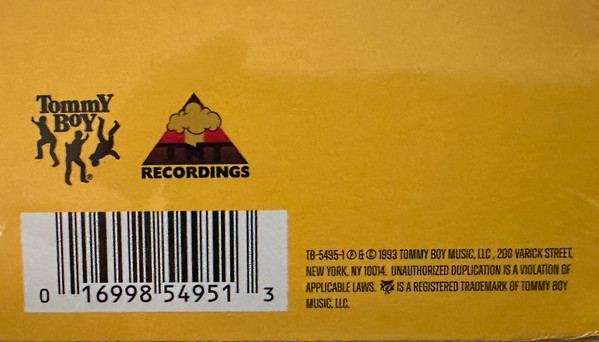 Tommy
Boy
TNT
RECORDINGS
0 16998 54951 3
TB-5495-1 Ⓟ & © 1993 TOMMY BOY MUSIC, LLC , 200 VARICK STREET,
NEW YORK, NY 10014. UNAUTHORIZED DUPLICATION IS A VIOLATION OF
APPLICABLE LAWS. IS A REGISTERED TRADEMARK OF TOMMY BOY
MUSIC, LLC.